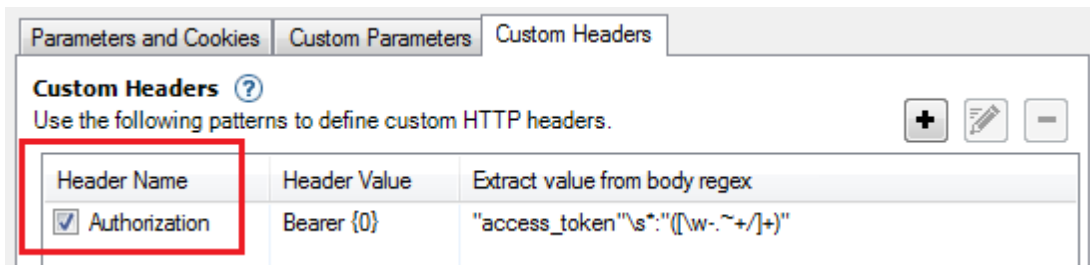 Parameters and Cookies Custom Parameters Custom Headers
Custom Headers ?
Use the following patterns to define custom HTTP headers.
Header Name Header Value Extract value from body regex
Authorization Bearer {0} "access_token"\s*:"([\w-.~+/]+)"